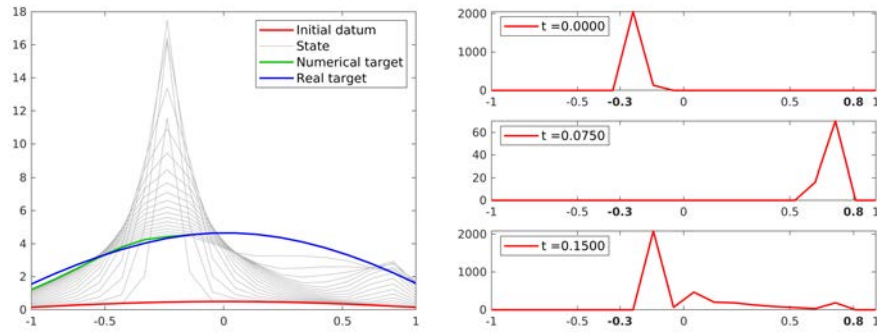 18
16
14
12
10
8
6
4
2
0
-1 -0.5 0 0.5 1
Initial datum
State
Numerical target
Real target
2000
1000
0
t =0.0000
-1 -0.5 -0.3 0 0.5 0.8 1
60
40
20
0
t =0.0750
-1 -0.5 -0.3 0 0.5 0.8 1
2000
1000
0
t =0.1500
-1 -0.5 -0.3 0 0.5 0.8 1